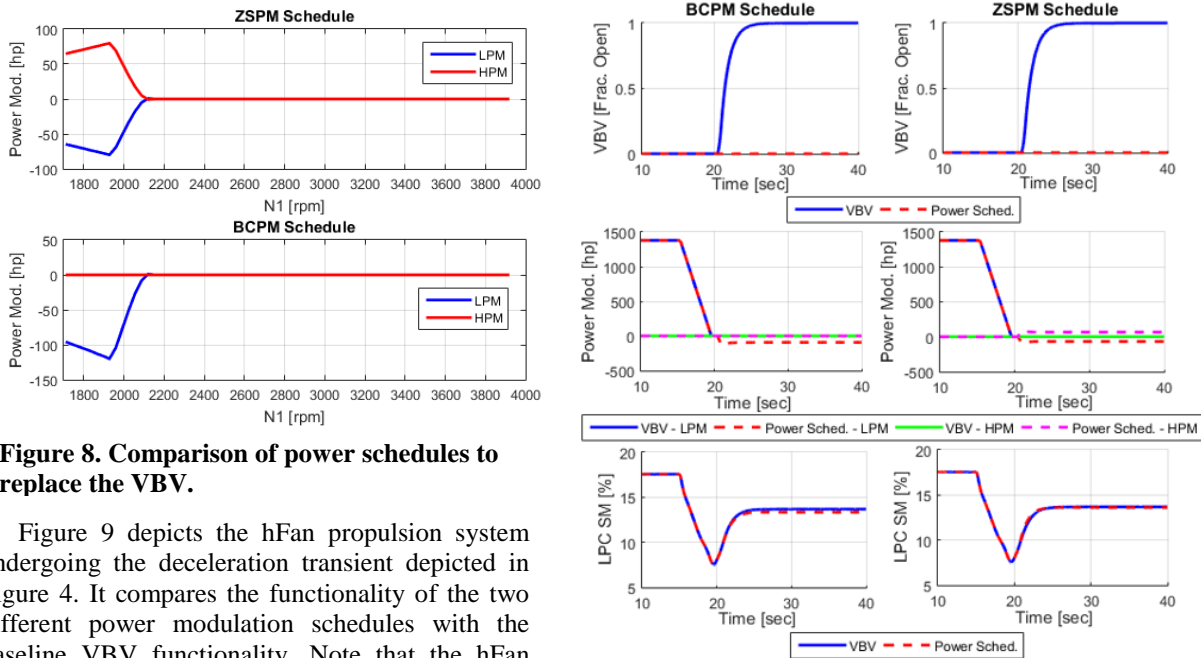 ZSPM Schedule
100
50
0
-50
-100
Power Mod. [hp]
LPM
HPM
1800 2000 2200 2400 2600 2800 3000 3200 3400 3600 3800 4000
N1 [rpm]
BCPM Schedule
50
0
-50
-100
-150
Power Mod. [hp]
LPM
HPM
1800 2000 2200 2400 2600 2800 3000 3200 3400 3600 3800 4000
N1 [rpm]
Figure 8. Comparison of power schedules to
replace the VBV.
Figure 9 depicts the hFan propulsion system
ndergoing the deceleration transient depicted in
igure 4. It compares the functionality of the two
ifferent power modulation schedules with the
aseline VBV functionality. Note that the hFan
BCPM Schedule
1
0.5
0
VBV [Frac. Open]
10 20 30 40
Time [sec]
ZSPM Schedule
1
0.5
0
VBV [Frac. Open]
10 20 30 40
Time [sec]
VBV Power Sched.
1500
1000
500
0
-500
Power Mod. [hp]
10 20 30 40
Time [sec]
1500
1000
500
0
-500
Power Mod. [hp]
10 20 30 40
Time [sec]
VBV - LPM Power Sched. - LPM VBV - HPM Power Sched. - HPM
20
15
10
5
LPC SM [%]
10 20 30 40
Time [sec]
20
15
10
5
LPC SM [%]
10 20 30 40
Time [sec]
VBV Power Sched.